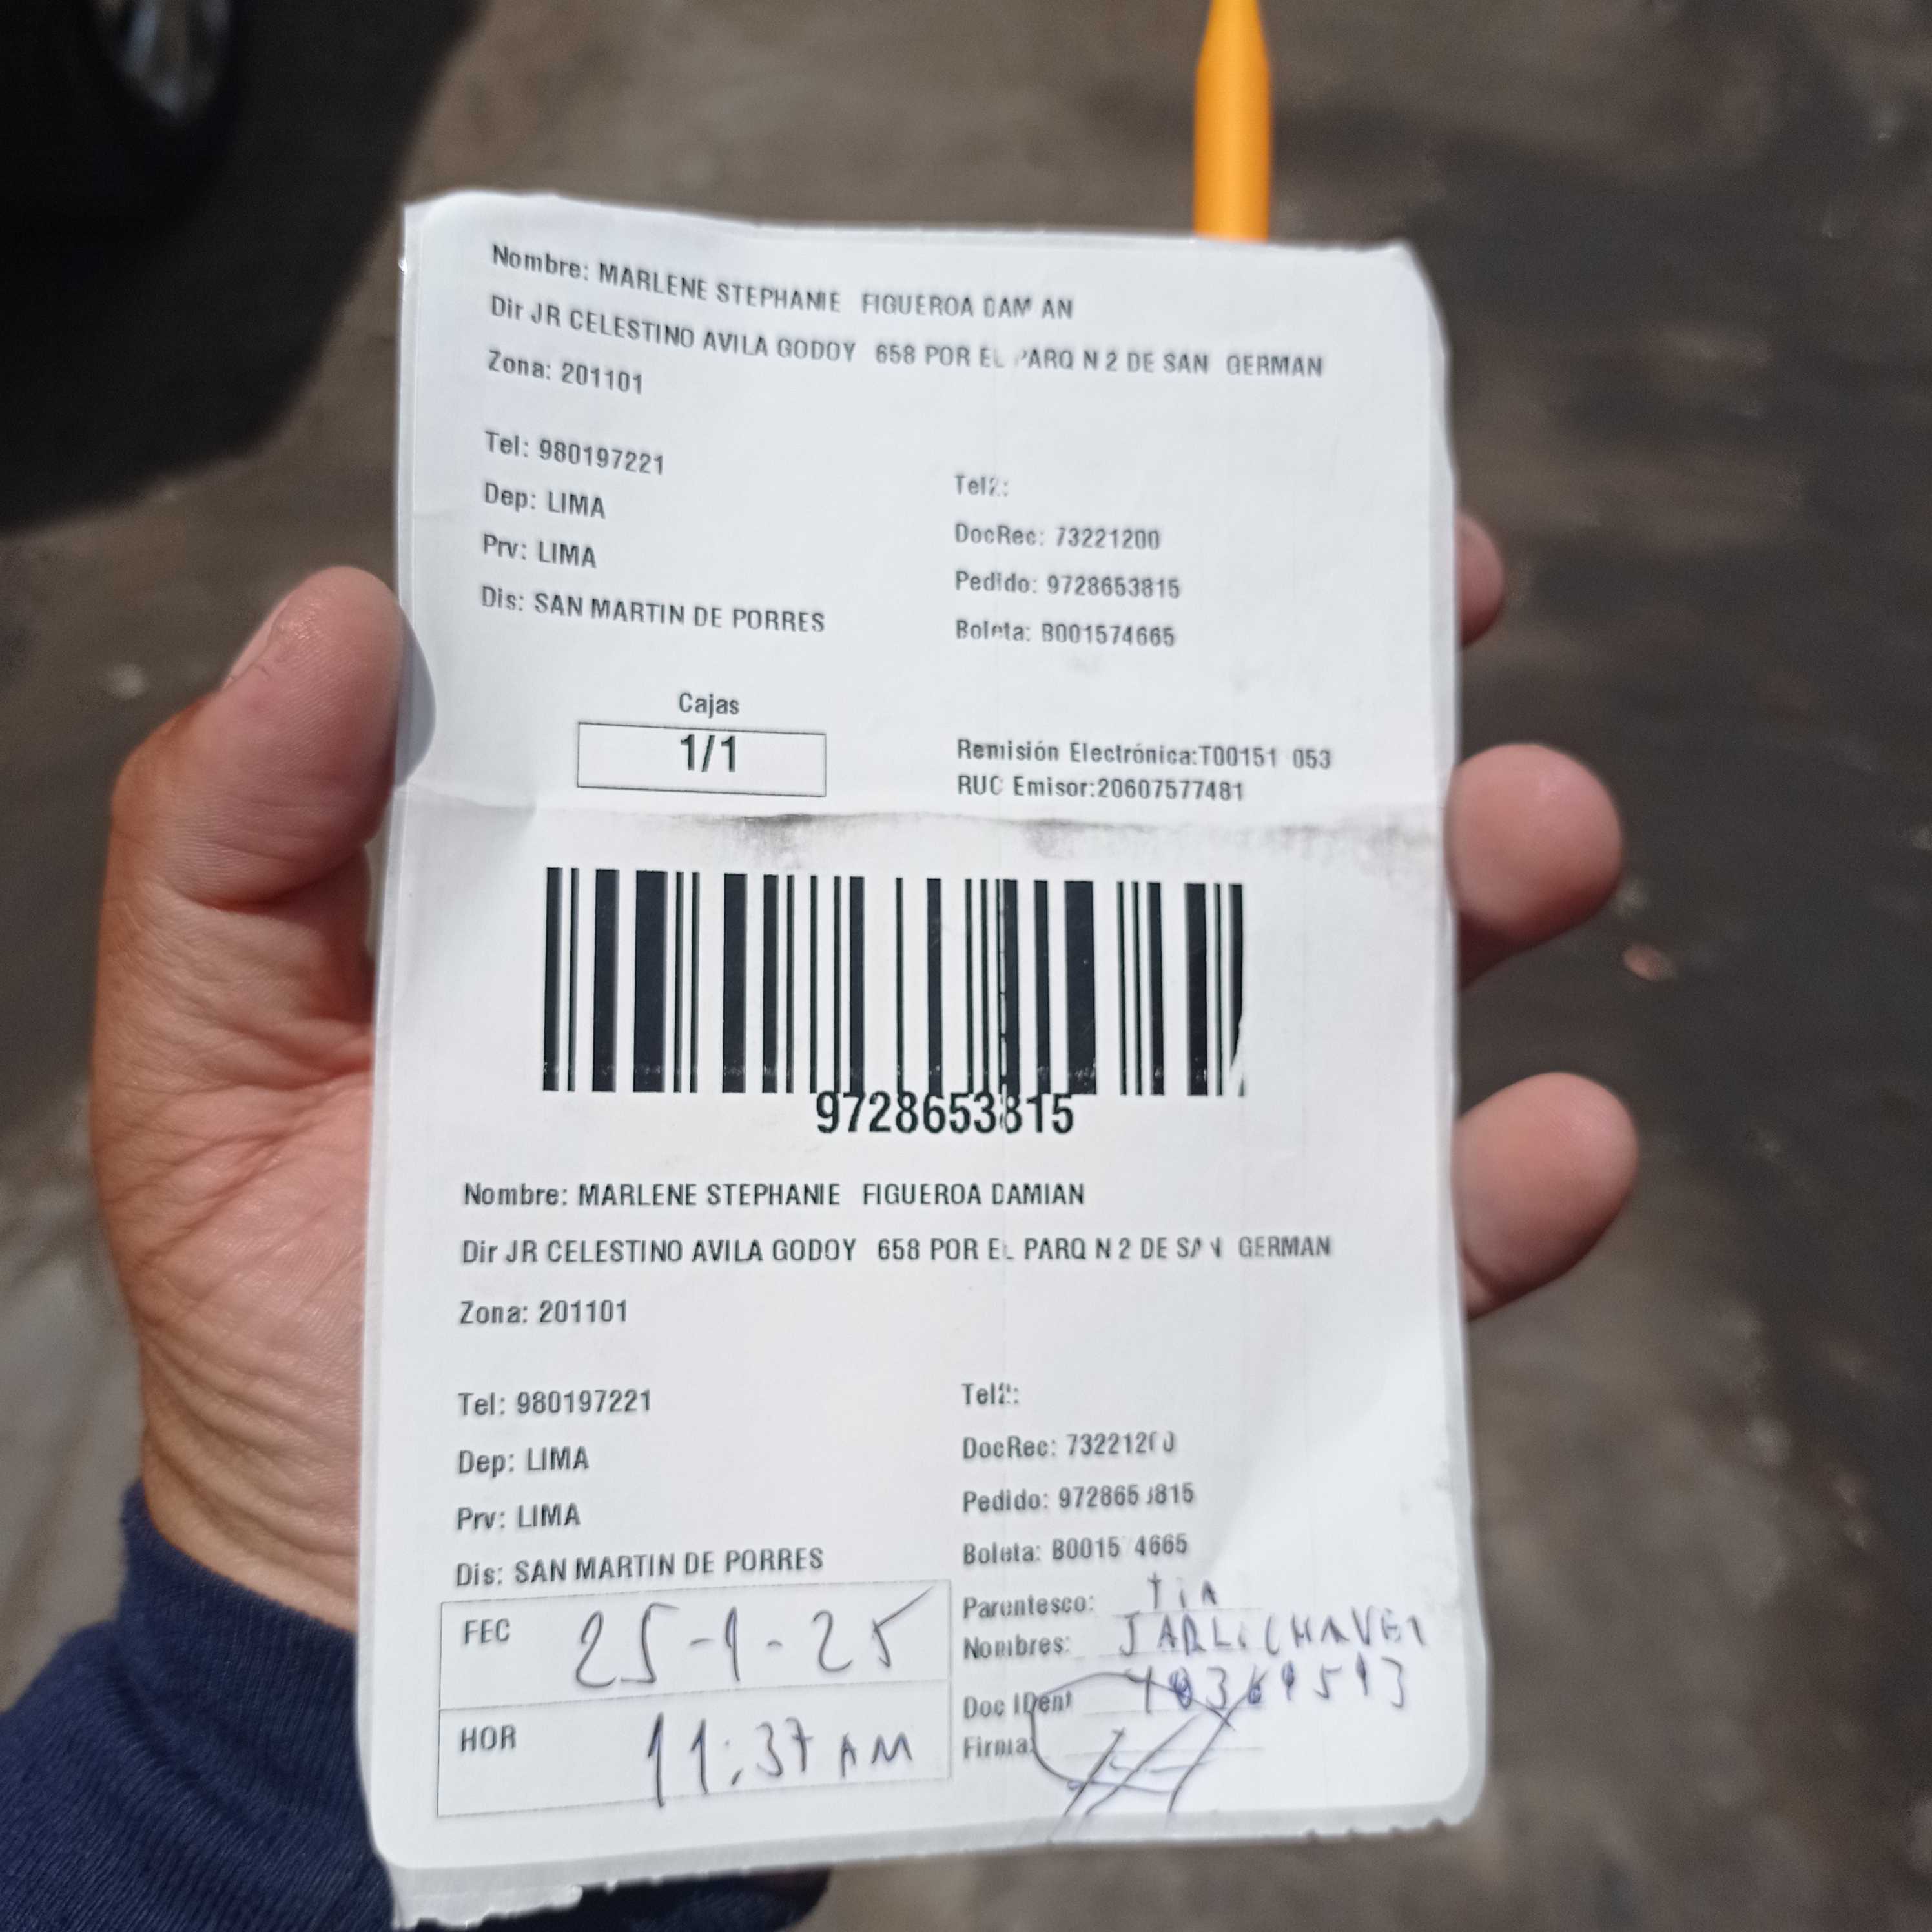 Nombre: MARLENE STEPHANIE FIGUEROA DAM AN
Dir JR CELESTINO AVILA GODOY 658 POR EL PARQ N 2 DE SAN GERMAN
Zona: 201101
Tel: 980197221
Tel2:
Dep: LIMA
DocRec: 73221200
Prv: LIMA
Pedido: 9728653815
Dis: SAN MARTIN DE PORRES
Boleta: B001574665
Cajas
1/1
Remisión Electrónica:T00151 053
RUC Emisor:20607577481
9728653815
Nombre: MARLENE STEPHANIE FIGUEROA DAMIAN
Dir JR CELESTINO AVILA GODOY 658 POR EL PARQ N 2 DE SAN GERMAN
Zona: 201101
Tel: 980197221
Tel2:
Dep: LIMA
DocRec: 73221200
Prv: LIMA
Pedido: 9728653815
Dis: SAN MARTIN DE PORRES
Boleta: B0015 4665
FEC 25-1-25
Parentesco: TIA
Nombres:
HOR 11:37 AM
Doc IDent
Firma: